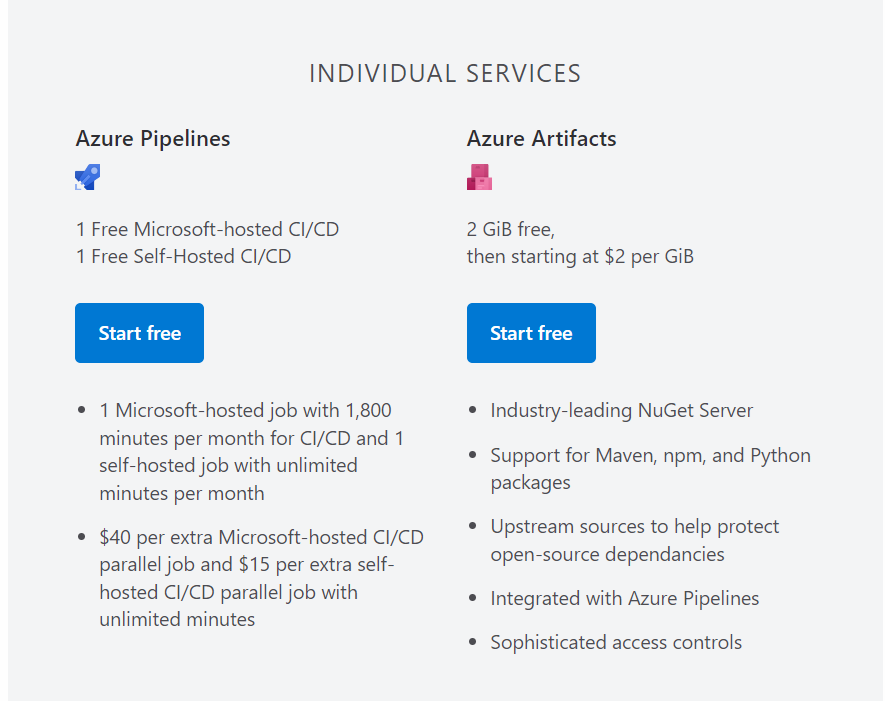 INDIVIDUAL SERVICES
Azure Pipelines
1 Free Microsoft-hosted CI/CD
1 Free Self-Hosted CI/CD
Start free
• 1 Microsoft-hosted job with 1,800
minutes per month for CI/CD and 1
self-hosted job with unlimited
minutes per month
• $40 per extra Microsoft-hosted CI/CD
parallel job and $15 per extra self-
hosted CI/CD parallel job with
unlimited minutes
Azure Artifacts
2 GiB free,
then starting at $2 per GiB
Start free
• Industry-leading NuGet Server
• Support for Maven, npm, and Python
packages
• Upstream sources to help protect
open-source dependancies
• Integrated with Azure Pipelines
• Sophisticated access controls